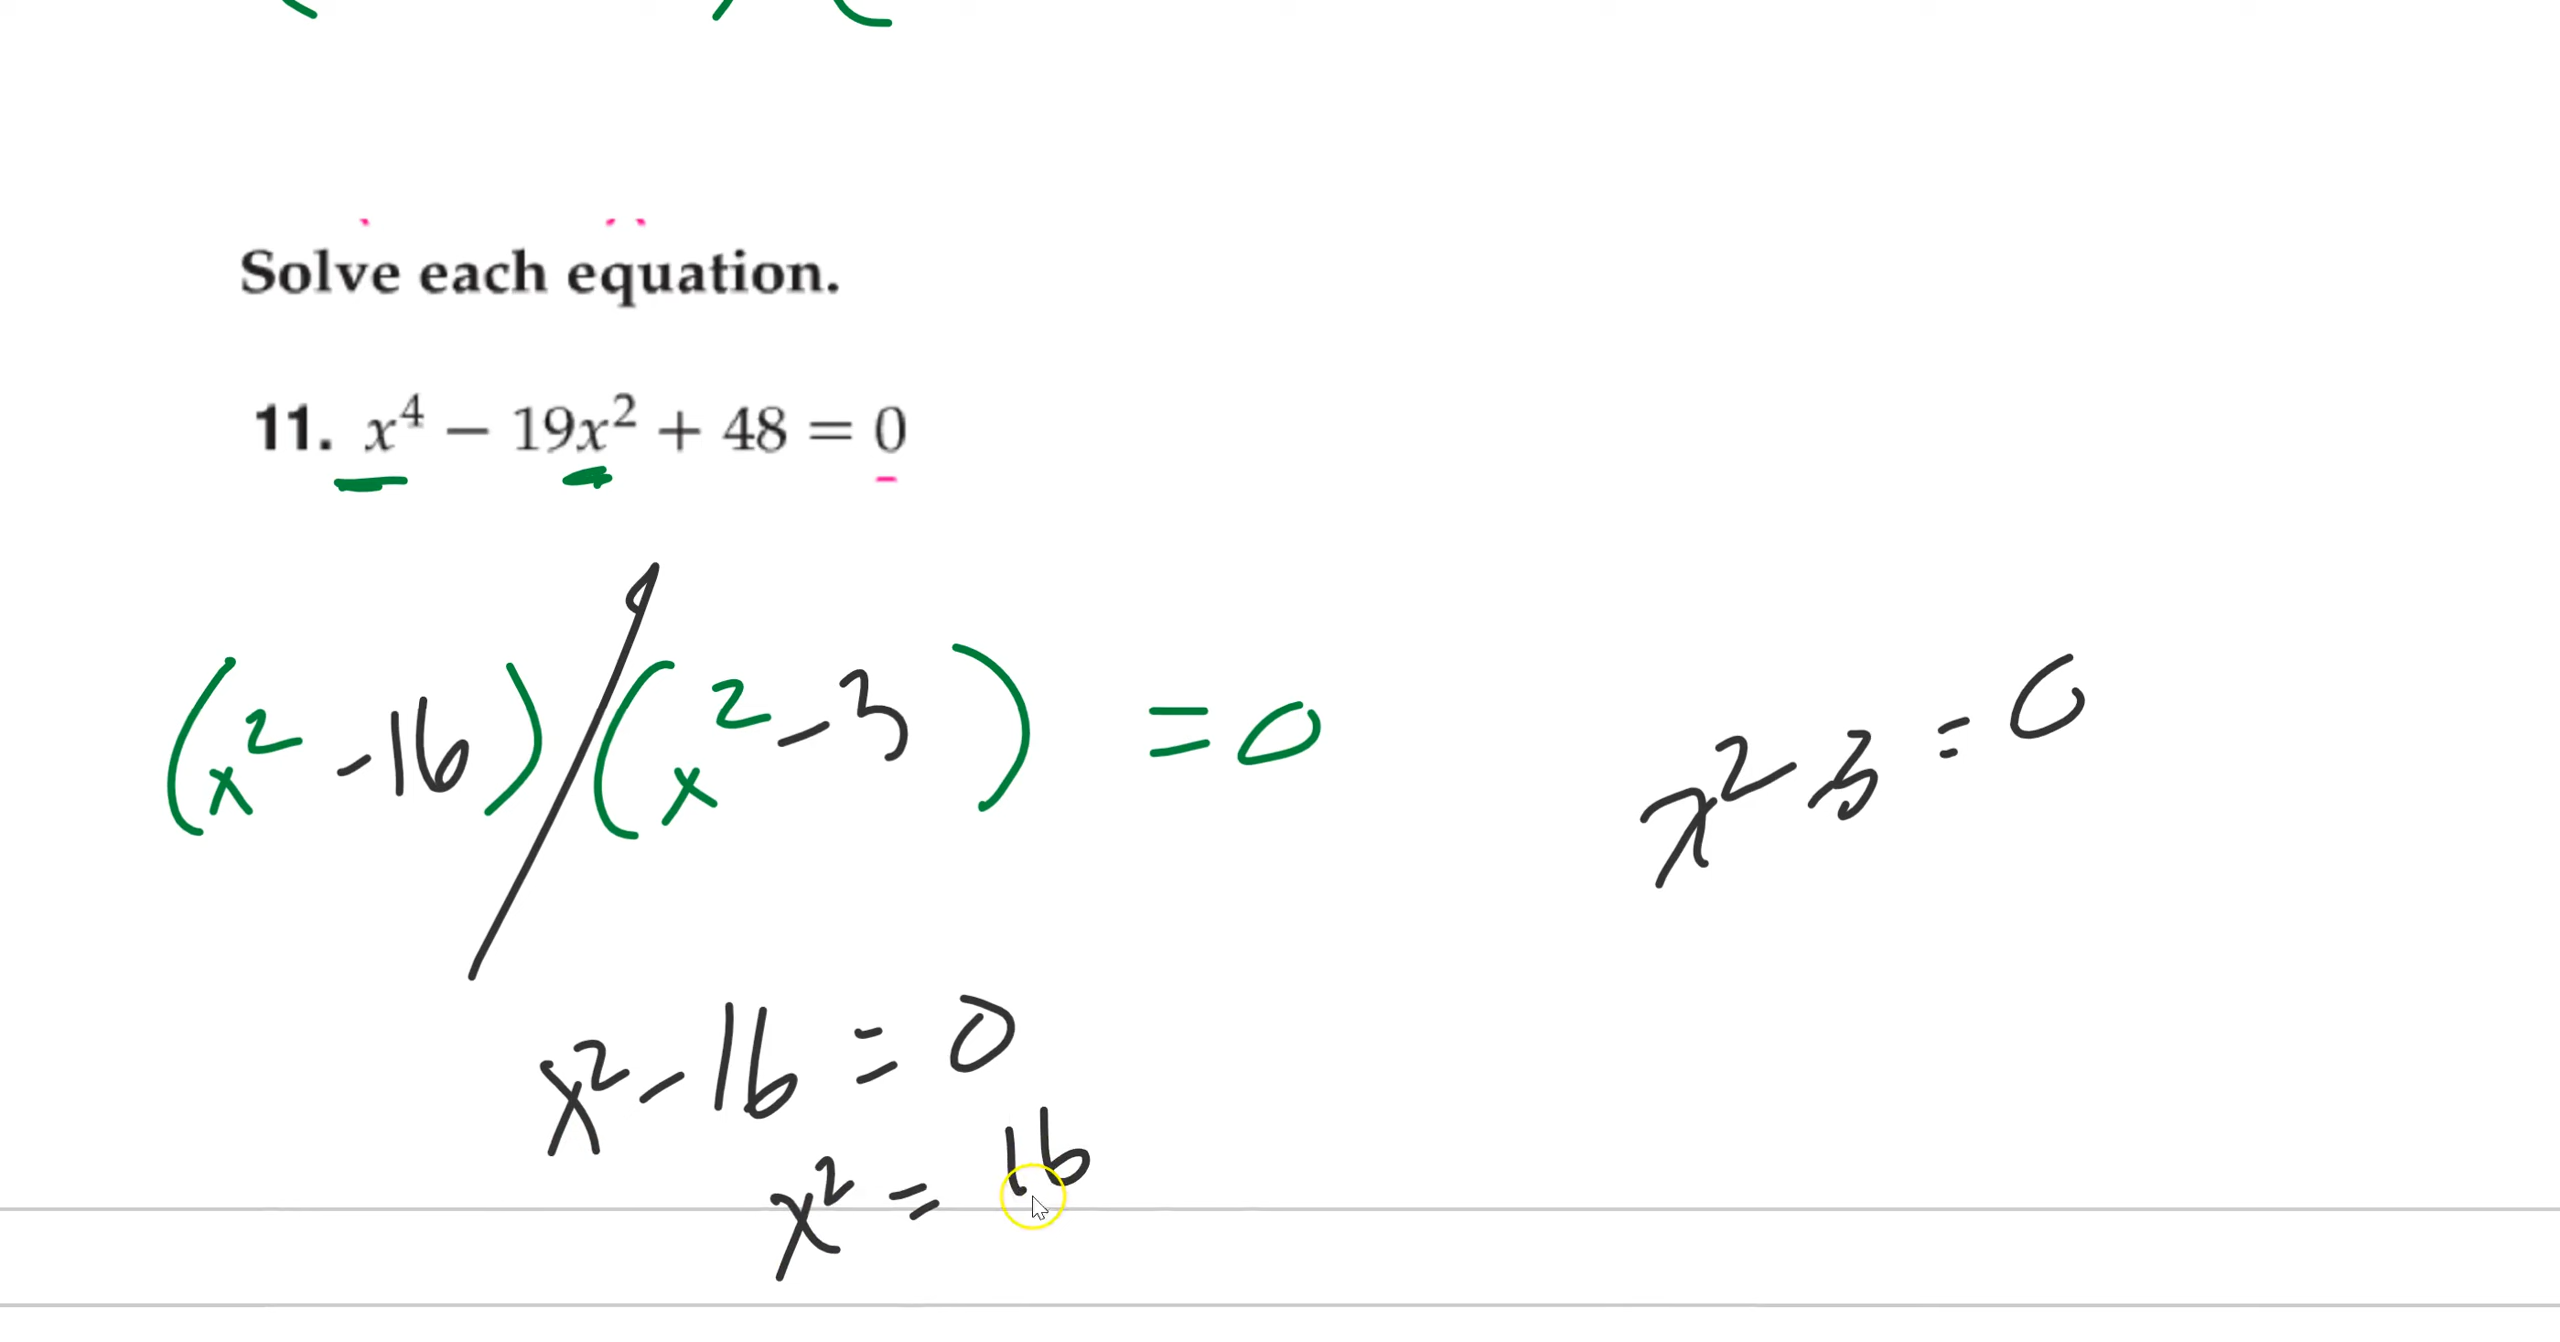 Solve each equation.
11. x⁴ − 19x² + 48 = 0
(x² - 16) / (x² - 3) = 0
x² - 3 = 0
x² - 16 = 0
x² = 16